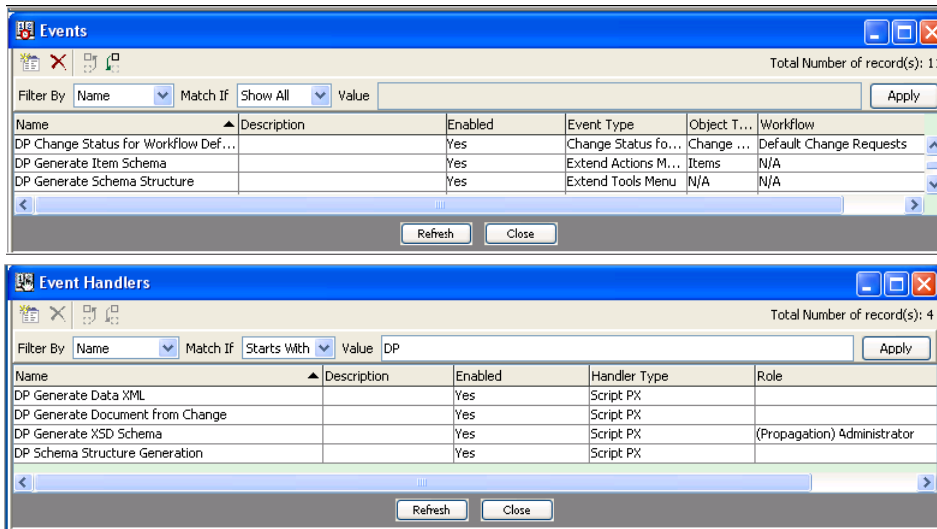 Events
Total Number of record(s): 1
Filter By Name Match If Show All Value Apply
Name Description Enabled Event Type Object T... Workflow
DP Change Status for Workflow Def... Yes Change Status fo... Change ... Default Change Requests
DP Generate Item Schema Yes Extend Actions M... Items N/A
DP Generate Schema Structure Yes Extend Tools Menu N/A N/A
Refresh Close
Event Handlers
Total Number of record(s): 4
Filter By Name Match If Starts With Value DP Apply
Name Description Enabled Handler Type Role
DP Generate Data XML Yes Script PX
DP Generate Document from Change Yes Script PX
DP Generate XSD Schema Yes Script PX (Propagation) Administrator
DP Schema Structure Generation Yes Script PX
Refresh Close